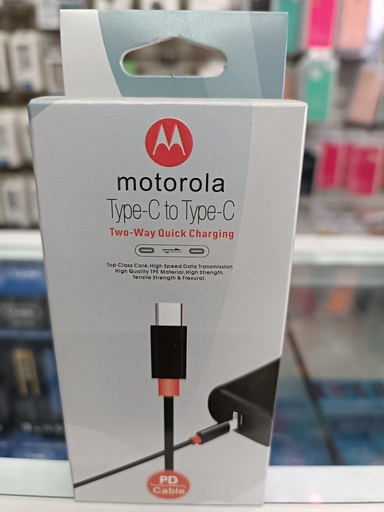 motorola
Type-C to Type-C
Two-Way Quick Charging
Top Class Core,High Speed Data Transmission
High Quality TPE Material,High Strength,
Tensile Strength & Flexural.
PD
Cable